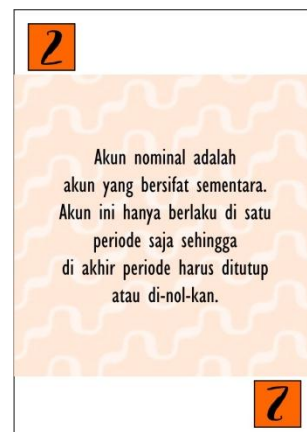 2
Akun nominal adalah
akun yang bersifat sementara.
Akun ini hanya berlaku di satu
periode saja sehingga
di akhir periode harus ditutup
atau di-nol-kan.
2